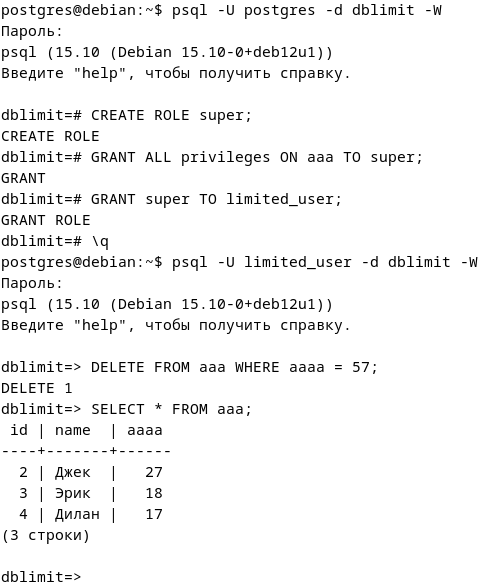 postgres@debian:~$ psql -U postgres -d dblimit -W
Пароль:
psql (15.10 (Debian 15.10-0+deb12u1))
Введите "help", чтобы получить справку.

dblimit=# CREATE ROLE super;
CREATE ROLE
dblimit=# GRANT ALL privileges ON aaa TO super;
GRANT
dblimit=# GRANT super TO limited_user;
GRANT ROLE
dblimit=# \q
postgres@debian:~$ psql -U limited_user -d dblimit -W
Пароль:
psql (15.10 (Debian 15.10-0+deb12u1))
Введите "help", чтобы получить справку.

dblimit=> DELETE FROM aaa WHERE aaaa = 57;
DELETE 1
dblimit=> SELECT * FROM aaa;
 id | name  | aaaa
----+-------+------
  2 | Джек  |   27
  3 | Эрик  |   18
  4 | Дилан |   17
(3 строки)

dblimit=>